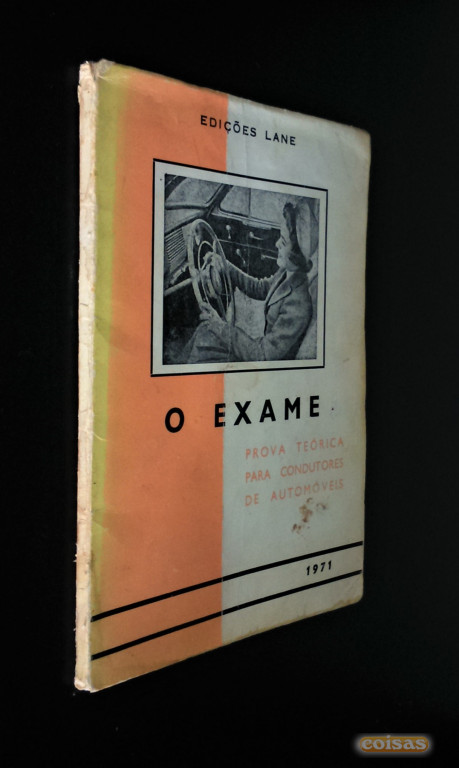 EDIÇÕES LANE
O EXAME
PROVA TEÓRICA
PARA CONDUTORES
DE AUTOMÓVEIS
1971
coisas